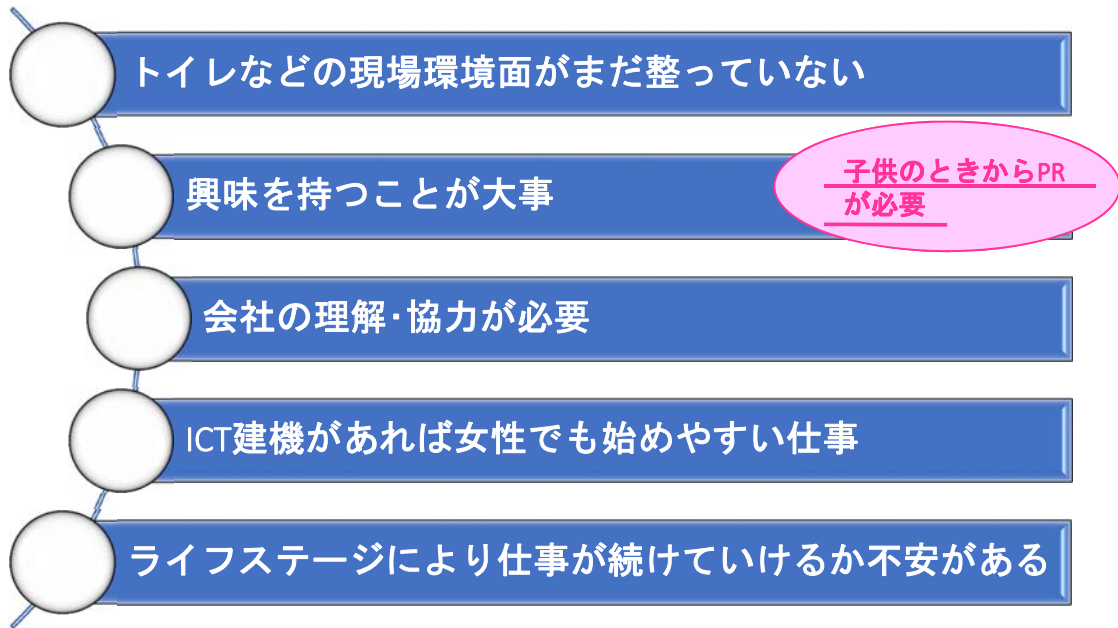 トイレなどの現場環境面がまだ整っていない
興味を持つことが大事
子供のときからPR
が必要
会社の理解･協力が必要
ICT建機があれば女性でも始めやすい仕事
ライフステージにより仕事が続けていけるか不安がある